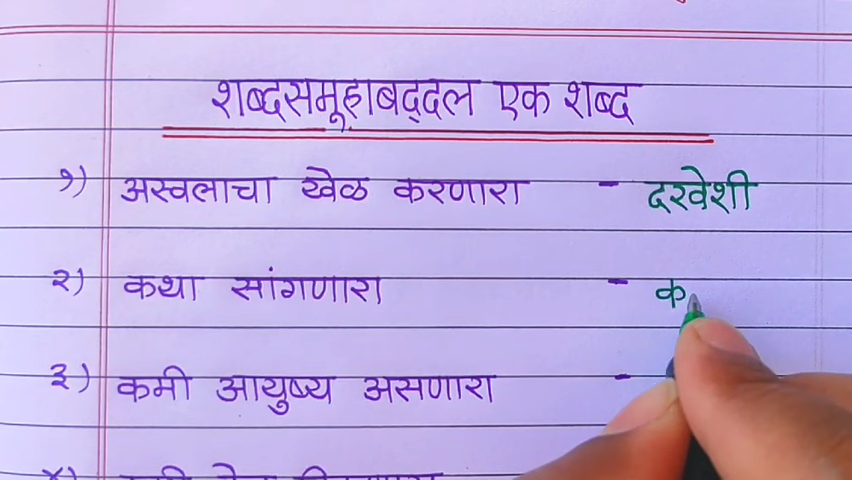 शब्दसमूहाबद्दल एक शब्द
१) अस्वलाचा खेळ करणारा - दरवेशी
२) कथा सांगणारा - क
३) कमी आयुष्य असणारा -